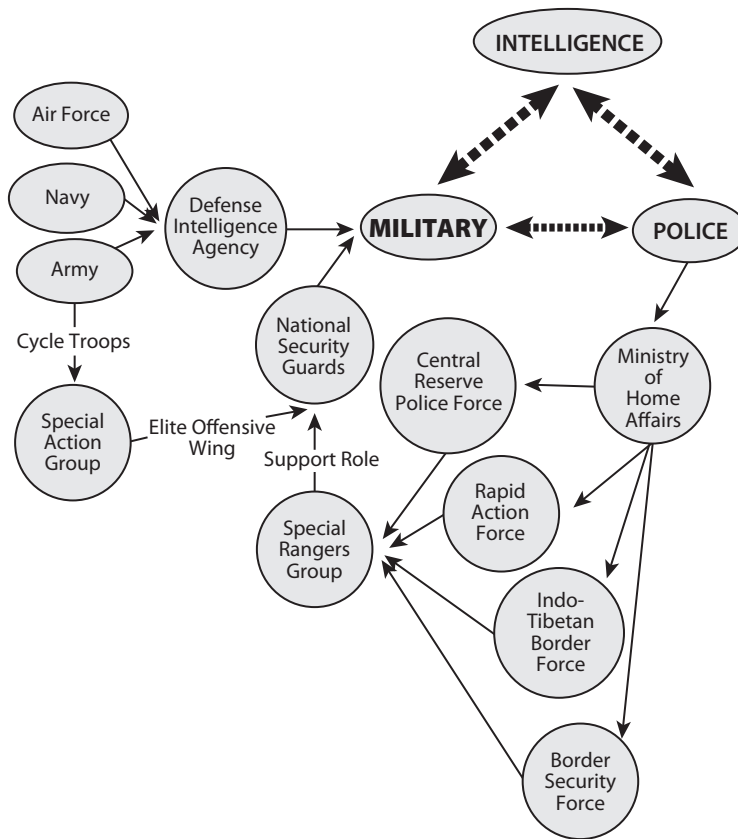 INTELLIGENCE
Air Force
Navy
Army
Defense
Intelligence
Agency
MILITARY
POLICE
Cycle Troops
National
Security
Guards
Central
Reserve
Police Force
Ministry
of
Home
Affairs
Special
Action
Group
Elite Offensive
Wing
Support Role
Rapid
Action
Force
Special
Rangers
Group
Indo-
Tibetan
Border
Force
Border
Security
Force